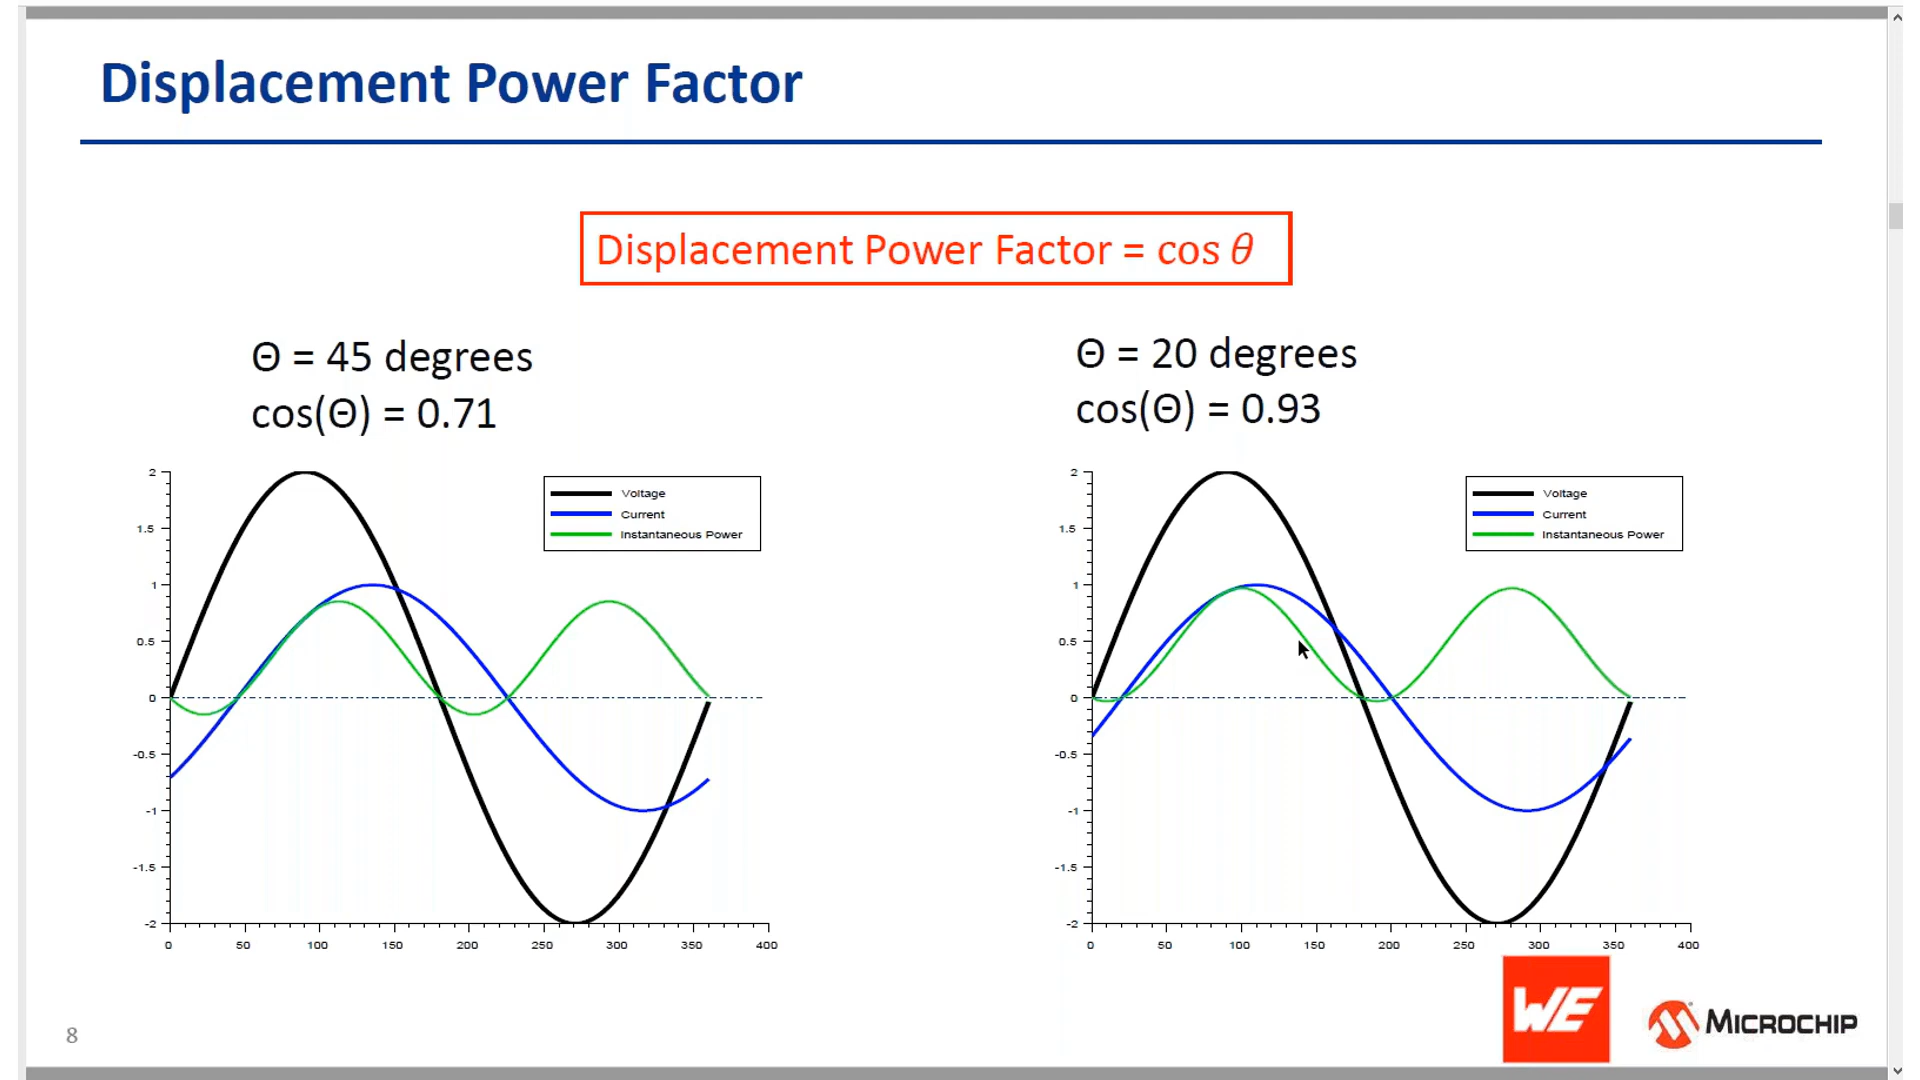 Displacement Power Factor
Displacement Power Factor = cos θ
Θ = 45 degrees
cos(Θ) = 0.71
Θ = 20 degrees
cos(Θ) = 0.93
Voltage
Current
Instantaneous Power
2
1.5
1
0.5
0
-0.5
-1
-1.5
-2
0 50 100 150 200 250 300 350 400
Voltage
Current
Instantaneous Power
2
1.5
1
0.5
0
-0.5
-1
-1.5
-2
0 50 100 150 200 250 300 350 400
WE
MICROCHIP
8